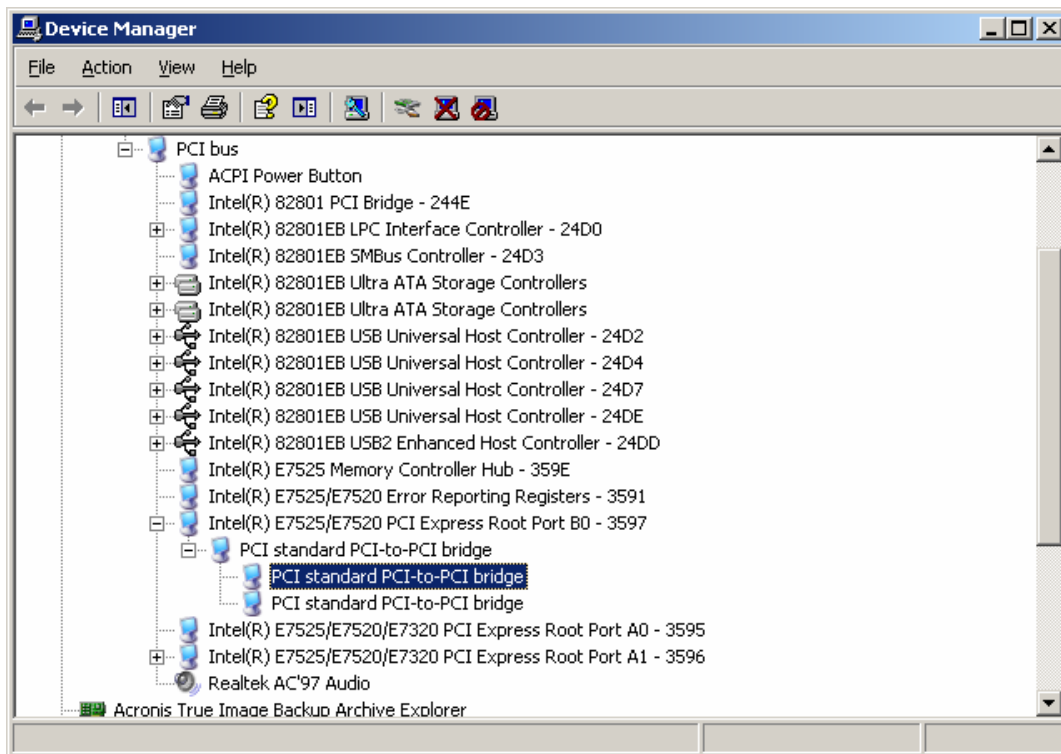 Device Manager
File Action View Help
PCI bus
ACPI Power Button
Intel(R) 82801 PCI Bridge - 244E
Intel(R) 82801EB LPC Interface Controller - 24D0
Intel(R) 82801EB SMBus Controller - 24D3
Intel(R) 82801EB Ultra ATA Storage Controllers
Intel(R) 82801EB Ultra ATA Storage Controllers
Intel(R) 82801EB USB Universal Host Controller - 24D2
Intel(R) 82801EB USB Universal Host Controller - 24D4
Intel(R) 82801EB USB Universal Host Controller - 24D7
Intel(R) 82801EB USB Universal Host Controller - 24DE
Intel(R) 82801EB USB2 Enhanced Host Controller - 24DD
Intel(R) E7525 Memory Controller Hub - 359E
Intel(R) E7525/E7520 Error Reporting Registers - 3591
Intel(R) E7525/E7520 PCI Express Root Port B0 - 3597
PCI standard PCI-to-PCI bridge
PCI standard PCI-to-PCI bridge
PCI standard PCI-to-PCI bridge
Intel(R) E7525/E7520/E7320 PCI Express Root Port A0 - 3595
Intel(R) E7525/E7520/E7320 PCI Express Root Port A1 - 3596
Realtek AC'97 Audio
Acronis True Image Backup Archive Explorer